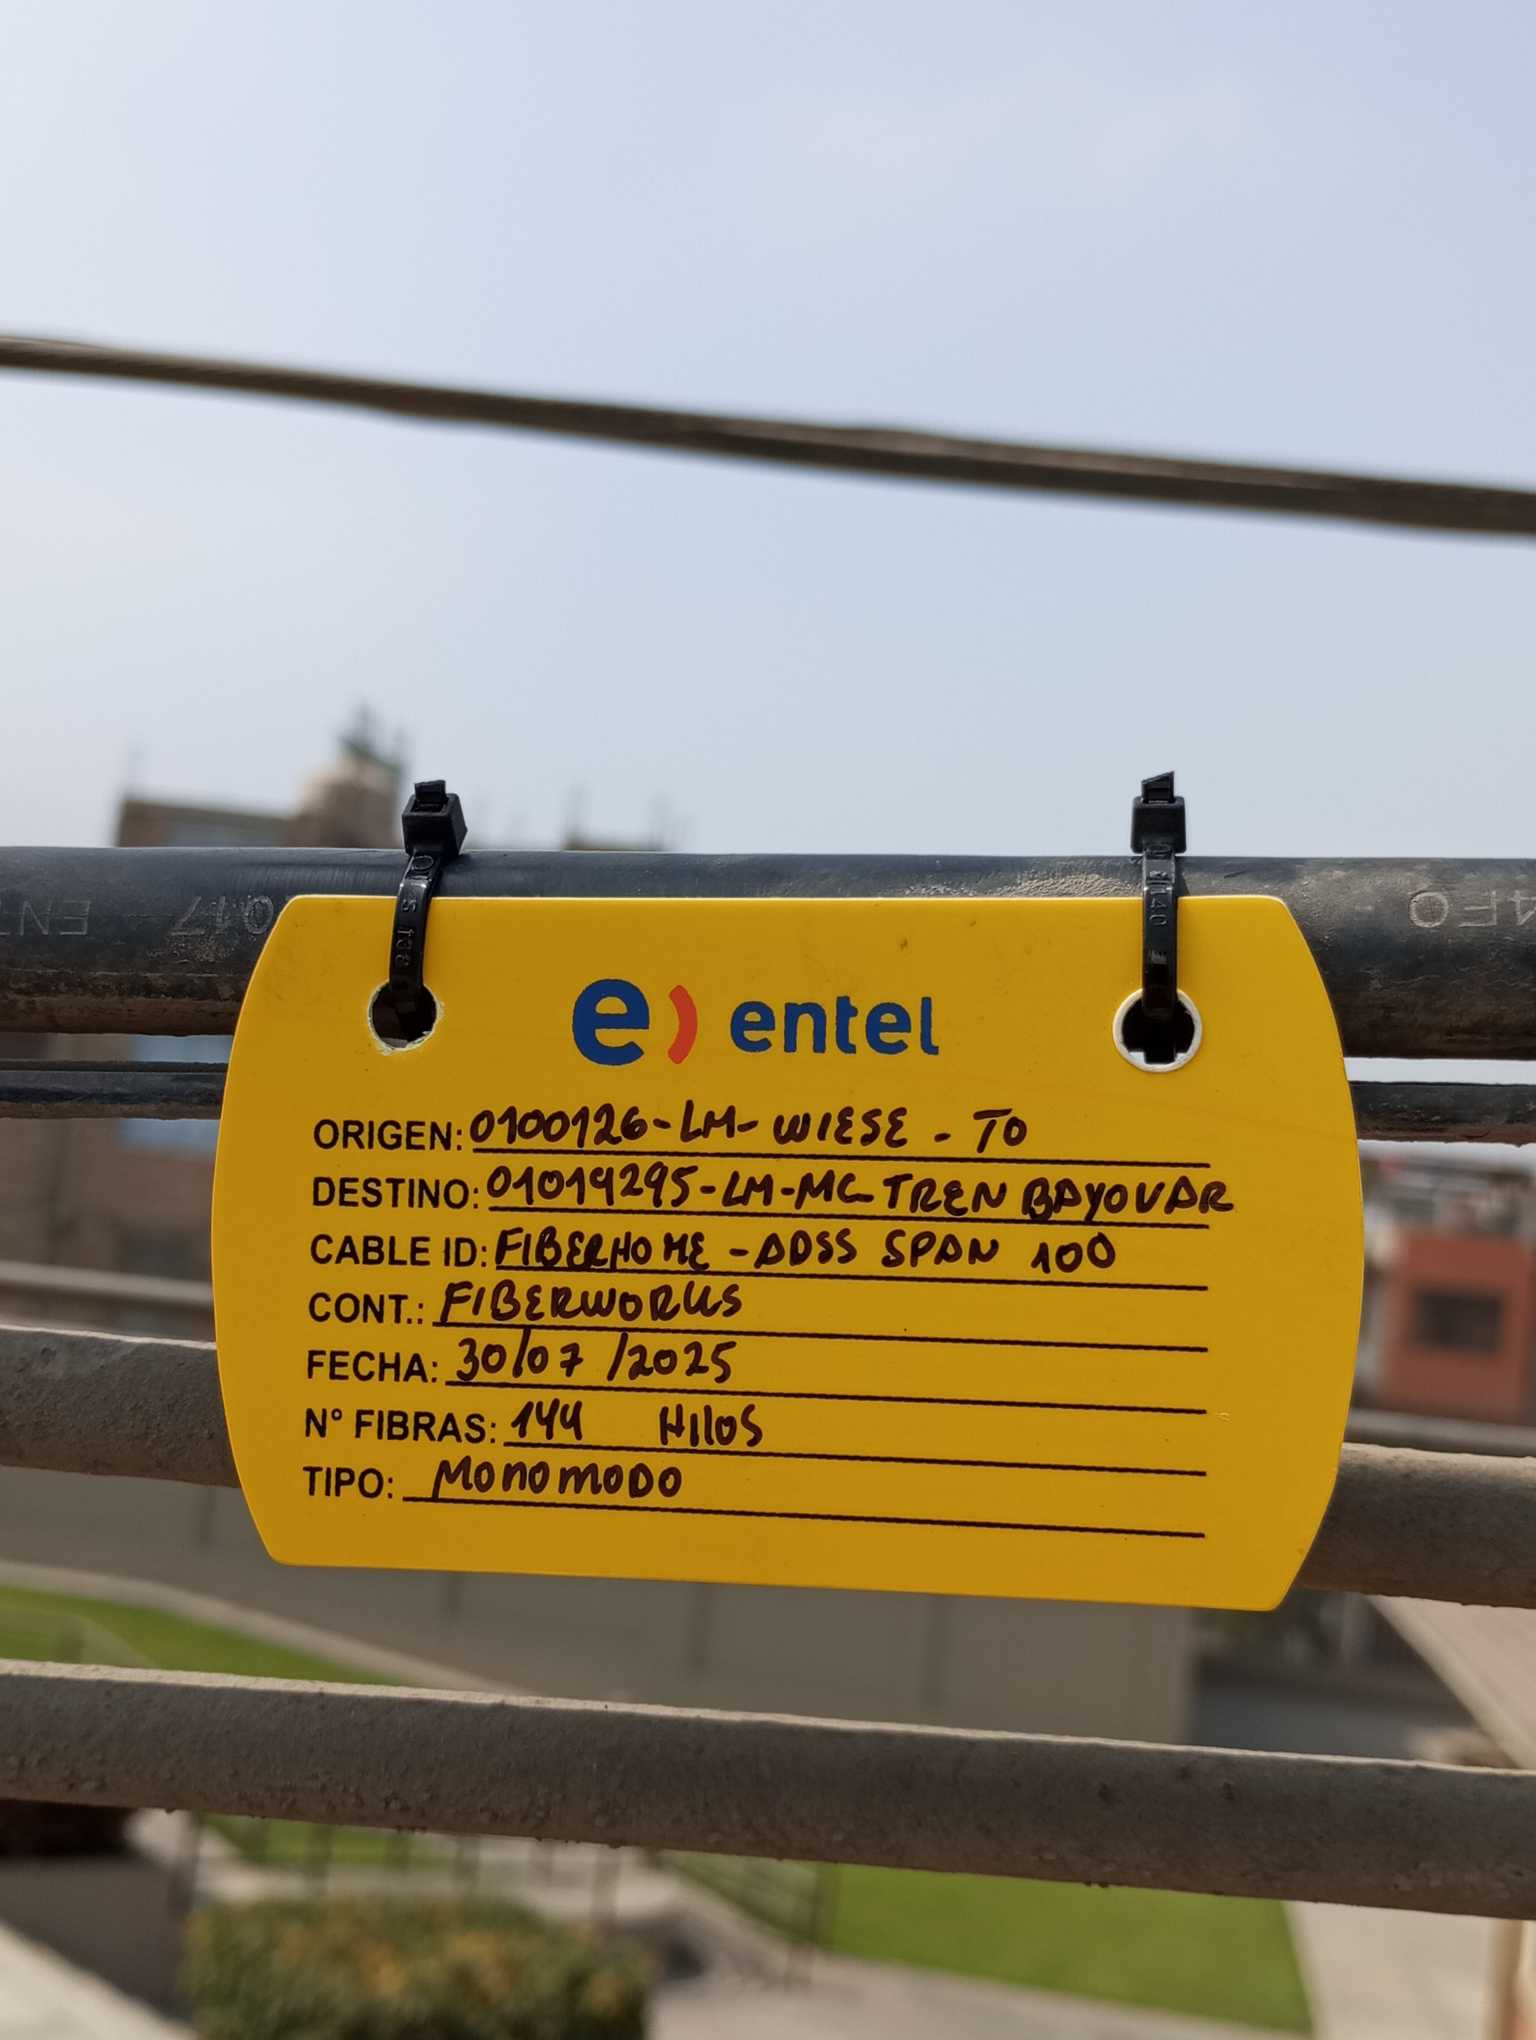 e) entel
ORIGEN: 0100126-LM-WIESE - TO
DESTINO: 01014295-LM-MC TREN BAYOVAR
CABLE ID: FIBERHOME - ADSS SPAN 100
CONT.: FIBERWORKS
FECHA: 30/07/2025
N° FIBRAS: 144 HILOS
TIPO: MONOMODO